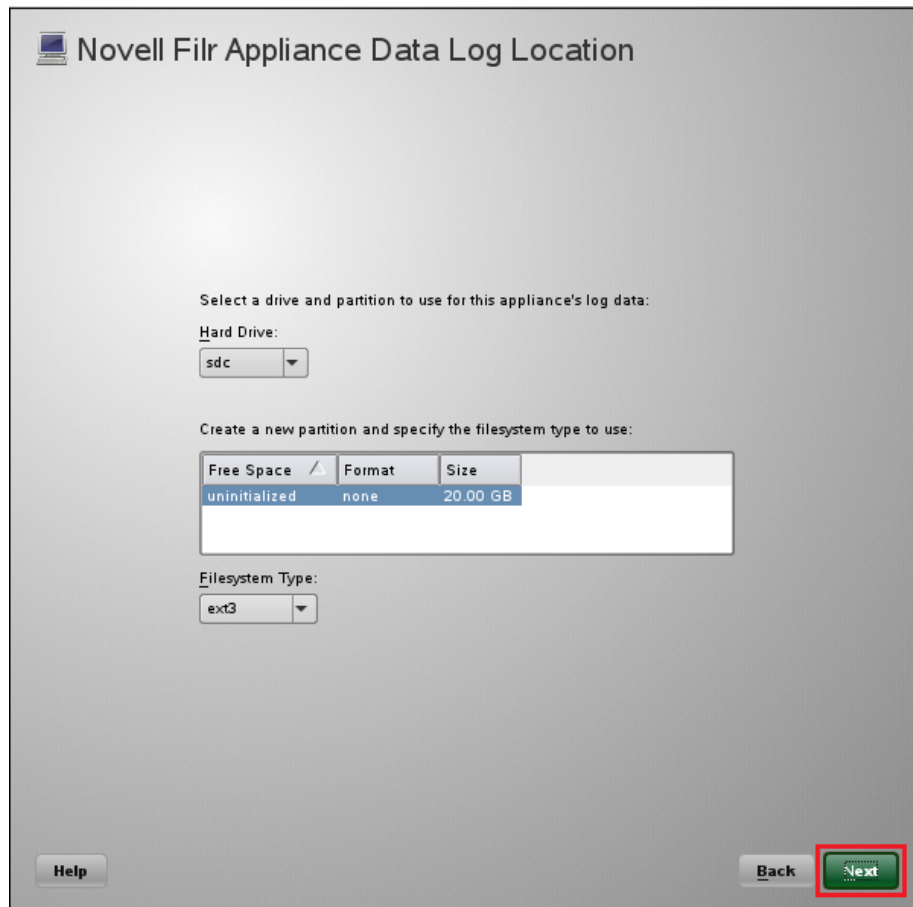 Novell Filr Appliance Data Log Location
Select a drive and partition to use for this appliance's log data:
Hard Drive:
sdc
Create a new partition and specify the filesystem type to use:
Free Space Format Size
uninitialized none 20.00 GB
Filesystem Type:
ext3
Help Back Next